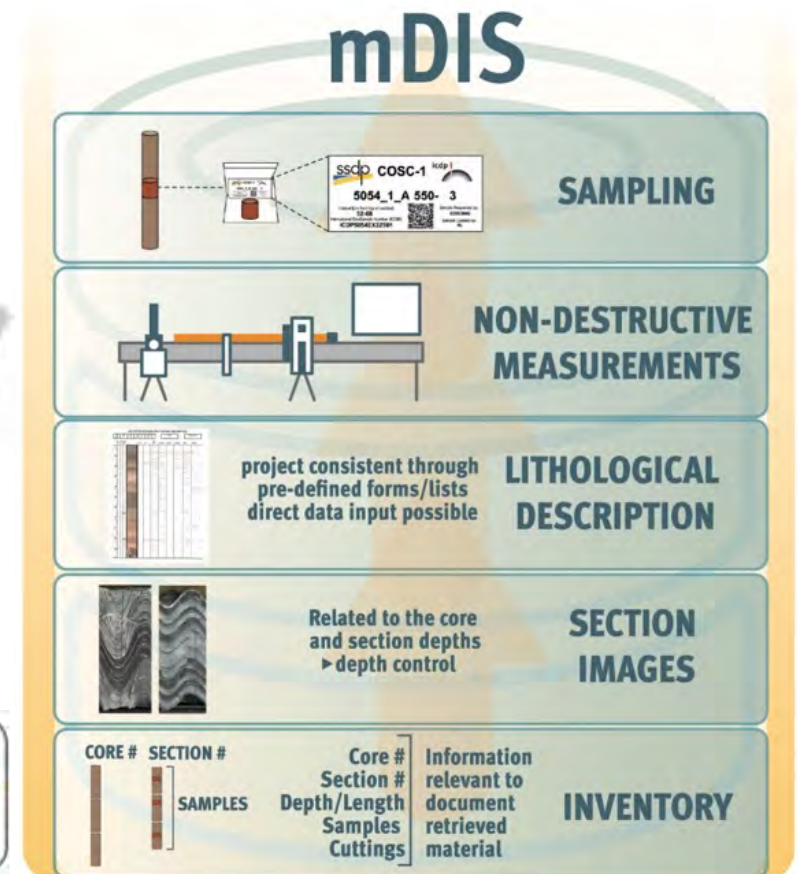 mDIS
ssdp COSC-1 icdp
5054_1_A 550- 3
SAMPLING
NON-DESTRUCTIVE
MEASUREMENTS
project consistent through
pre-defined forms/lists
direct data input possible
LITHOLOGICAL
DESCRIPTION
Related to the core
and section depths
▸depth control
SECTION
IMAGES
CORE # SECTION #
SAMPLES
Core #
Section #
Depth/Length
Samples
Cuttings
Information
relevant to
document
retrieved
material
INVENTORY